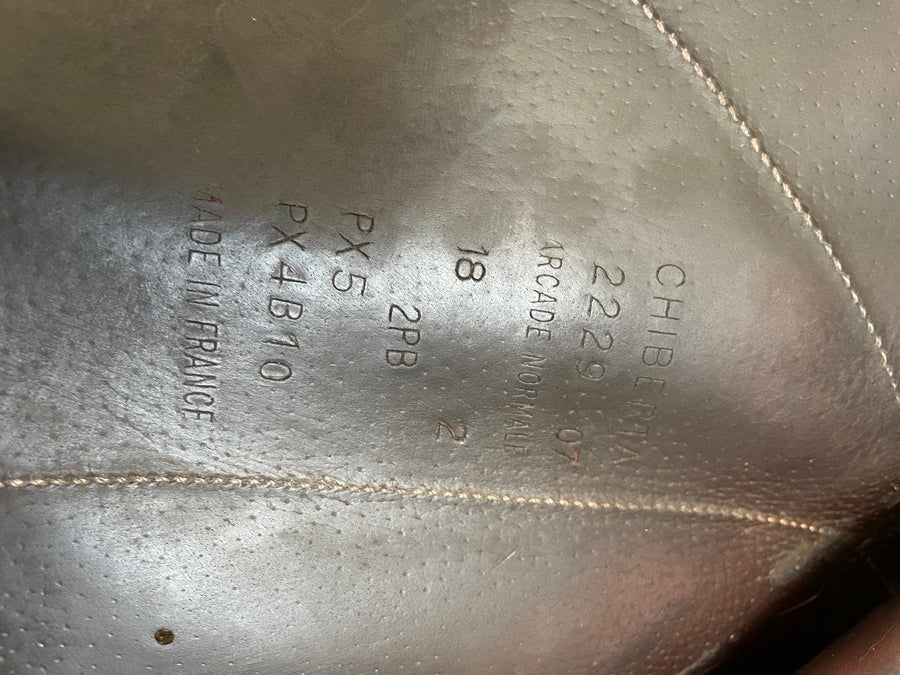 CHIBERTA
2229 07
ARCADE NORMALE
18 2
2PB
PX5
PX4B10
MADE IN FRANCE